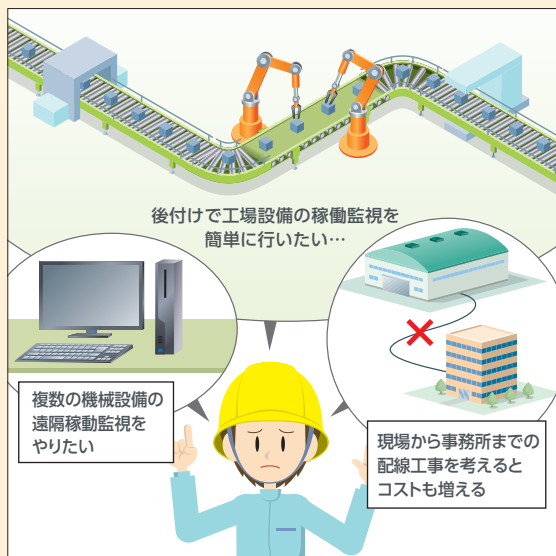 後付けで工場設備の稼働監視を
簡単に行いたい…
複数の機械設備の
遠隔稼動監視を
やりたい
現場から事務所までの
配線工事を考えると
コストも増える